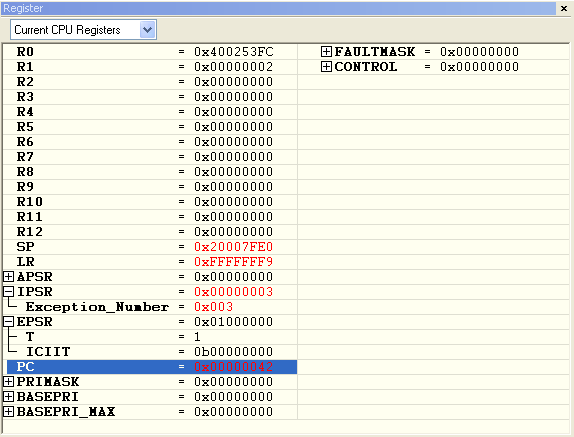 Register
Current CPU Registers
R0 = 0x400253FC
R1 = 0x00000002
R2 = 0x00000000
R3 = 0x00000000
R4 = 0x00000000
R5 = 0x00000000
R6 = 0x00000000
R7 = 0x00000000
R8 = 0x00000000
R9 = 0x00000000
R10 = 0x00000000
R11 = 0x00000000
R12 = 0x00000000
SP = 0x20007FE0
LR = 0xFFFFFFF9
APSR = 0x00000000
IPSR = 0x00000003
Exception_Number = 0x003
EPSR = 0x01000000
T = 1
ICIIT = 0b00000000
PC = 0x00000042
PRIMASK = 0x00000000
BASEPRI = 0x00000000
BASEPRI_MAX = 0x00000000
FAULTMASK = 0x00000000
CONTROL = 0x00000000